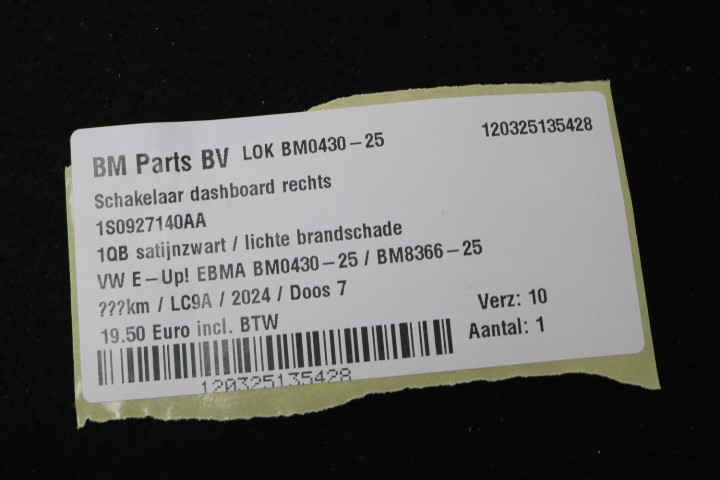 BM Parts BV LOK BM0430-25 120325135428
Schakelaar dashboard rechts
1S0927140AA
1QB satijnzwart / lichte brandschade
VW E-Up! EBMA BM0430-25 / BM8366-25
???km / LC9A / 2024 / Doos 7
19.50 Euro incl. BTW
Verz: 10
Aantal: 1
120325135428